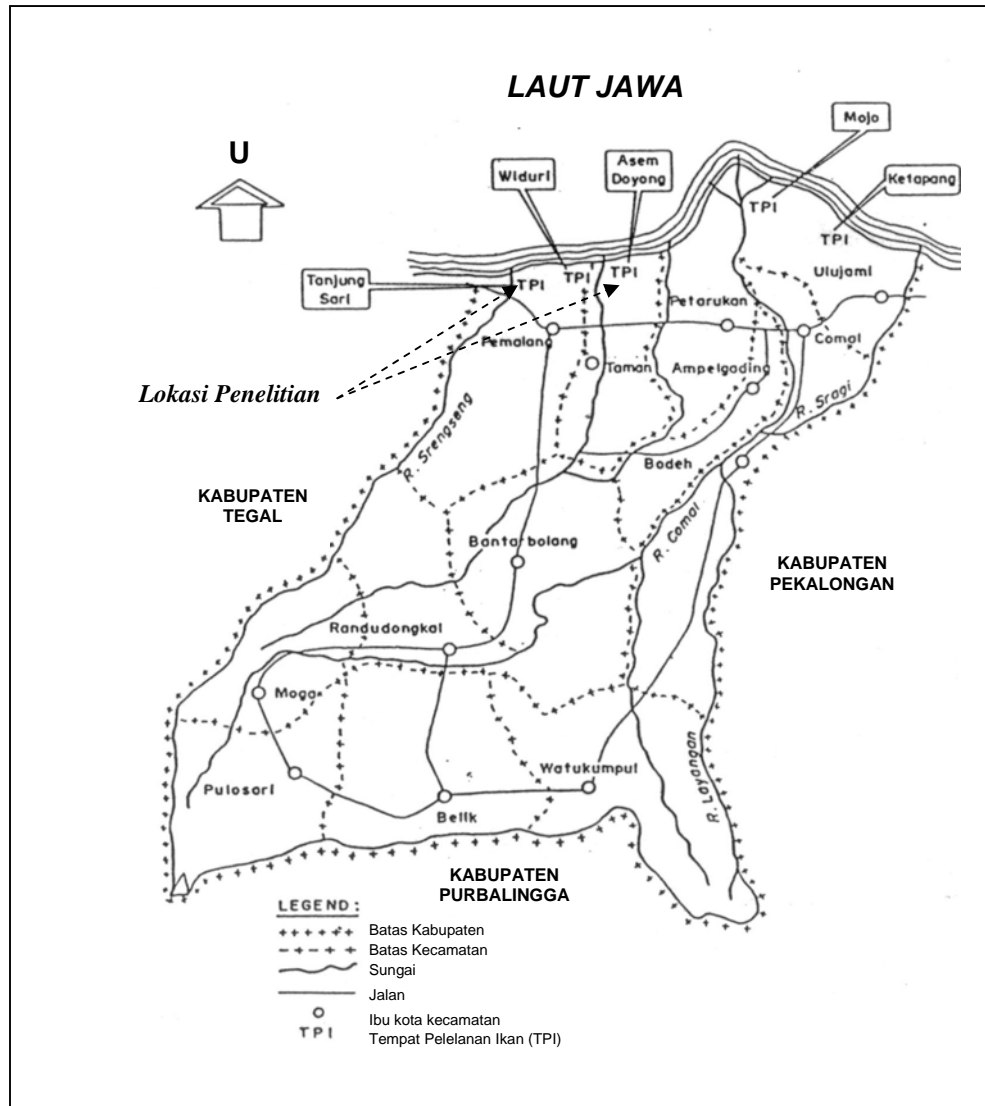 LAUT JAWA
U
Mojo
Widuri
Asem
Doyong
Ketapang
TPI
TPI
TPI
TPI
TPI
Tanjung
Sari
Ulujami
Petarukan
Pemalang
Comal
Taman
Ampelgading
Lokasi Penelitian
R. Sragi
R. Srengseng
Bodeh
KABUPATEN
TEGAL
R. Comal
Bantarbolang
KABUPATEN
PEKALONGAN
Randudongkal
Moga
R. Layangan
Watukumpul
Pulosari
Belik
KABUPATEN
PURBALINGGA
LEGEND :
Batas Kabupaten
Batas Kecamatan
Sungai
Jalan
Ibu kota kecamatan
TPI Tempat Pelelanan Ikan (TPI)